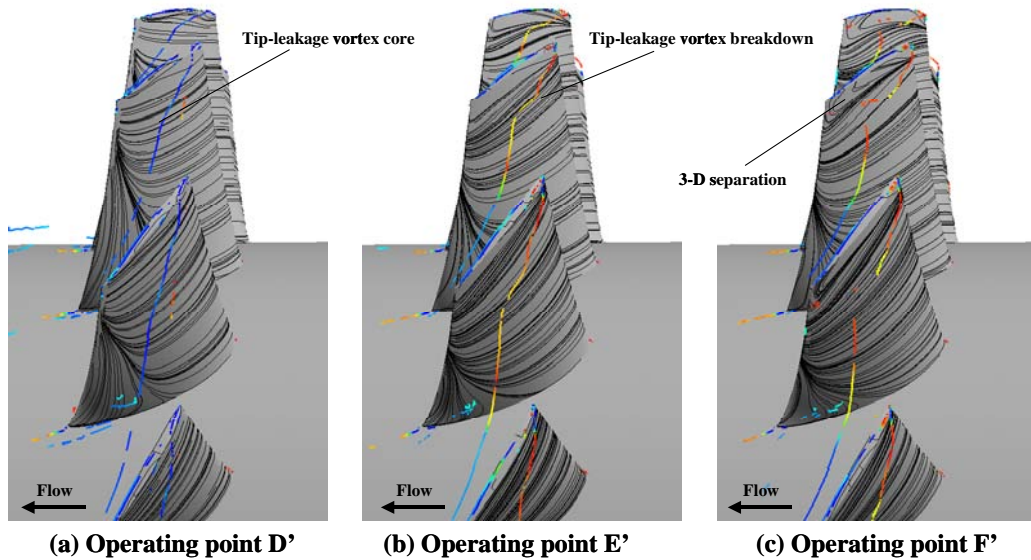 Tip-leakage vortex core
Tip-leakage vortex breakdown
3-D separation
Flow
Flow
Flow
(a) Operating point D’
(b) Operating point E’
(c) Operating point F’